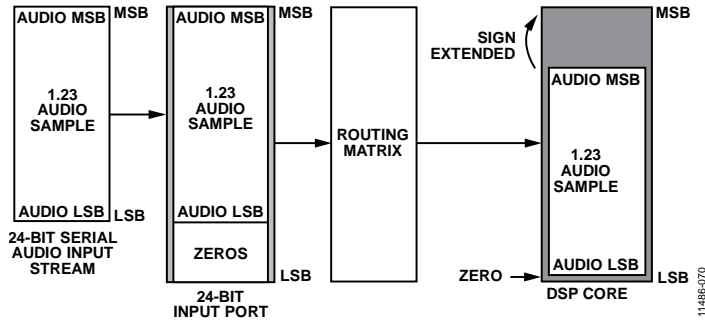 AUDIO MSB
MSB
1.23
AUDIO
SAMPLE
AUDIO LSB
LSB
24-BIT SERIAL
AUDIO INPUT
STREAM
AUDIO MSB
MSB
1.23
AUDIO
SAMPLE
AUDIO LSB
ZEROS
LSB
24-BIT
INPUT PORT
ROUTING
MATRIX
MSB
SIGN
EXTENDED
AUDIO MSB
1.23
AUDIO
SAMPLE
AUDIO LSB
ZERO
LSB
DSP CORE
11486-070